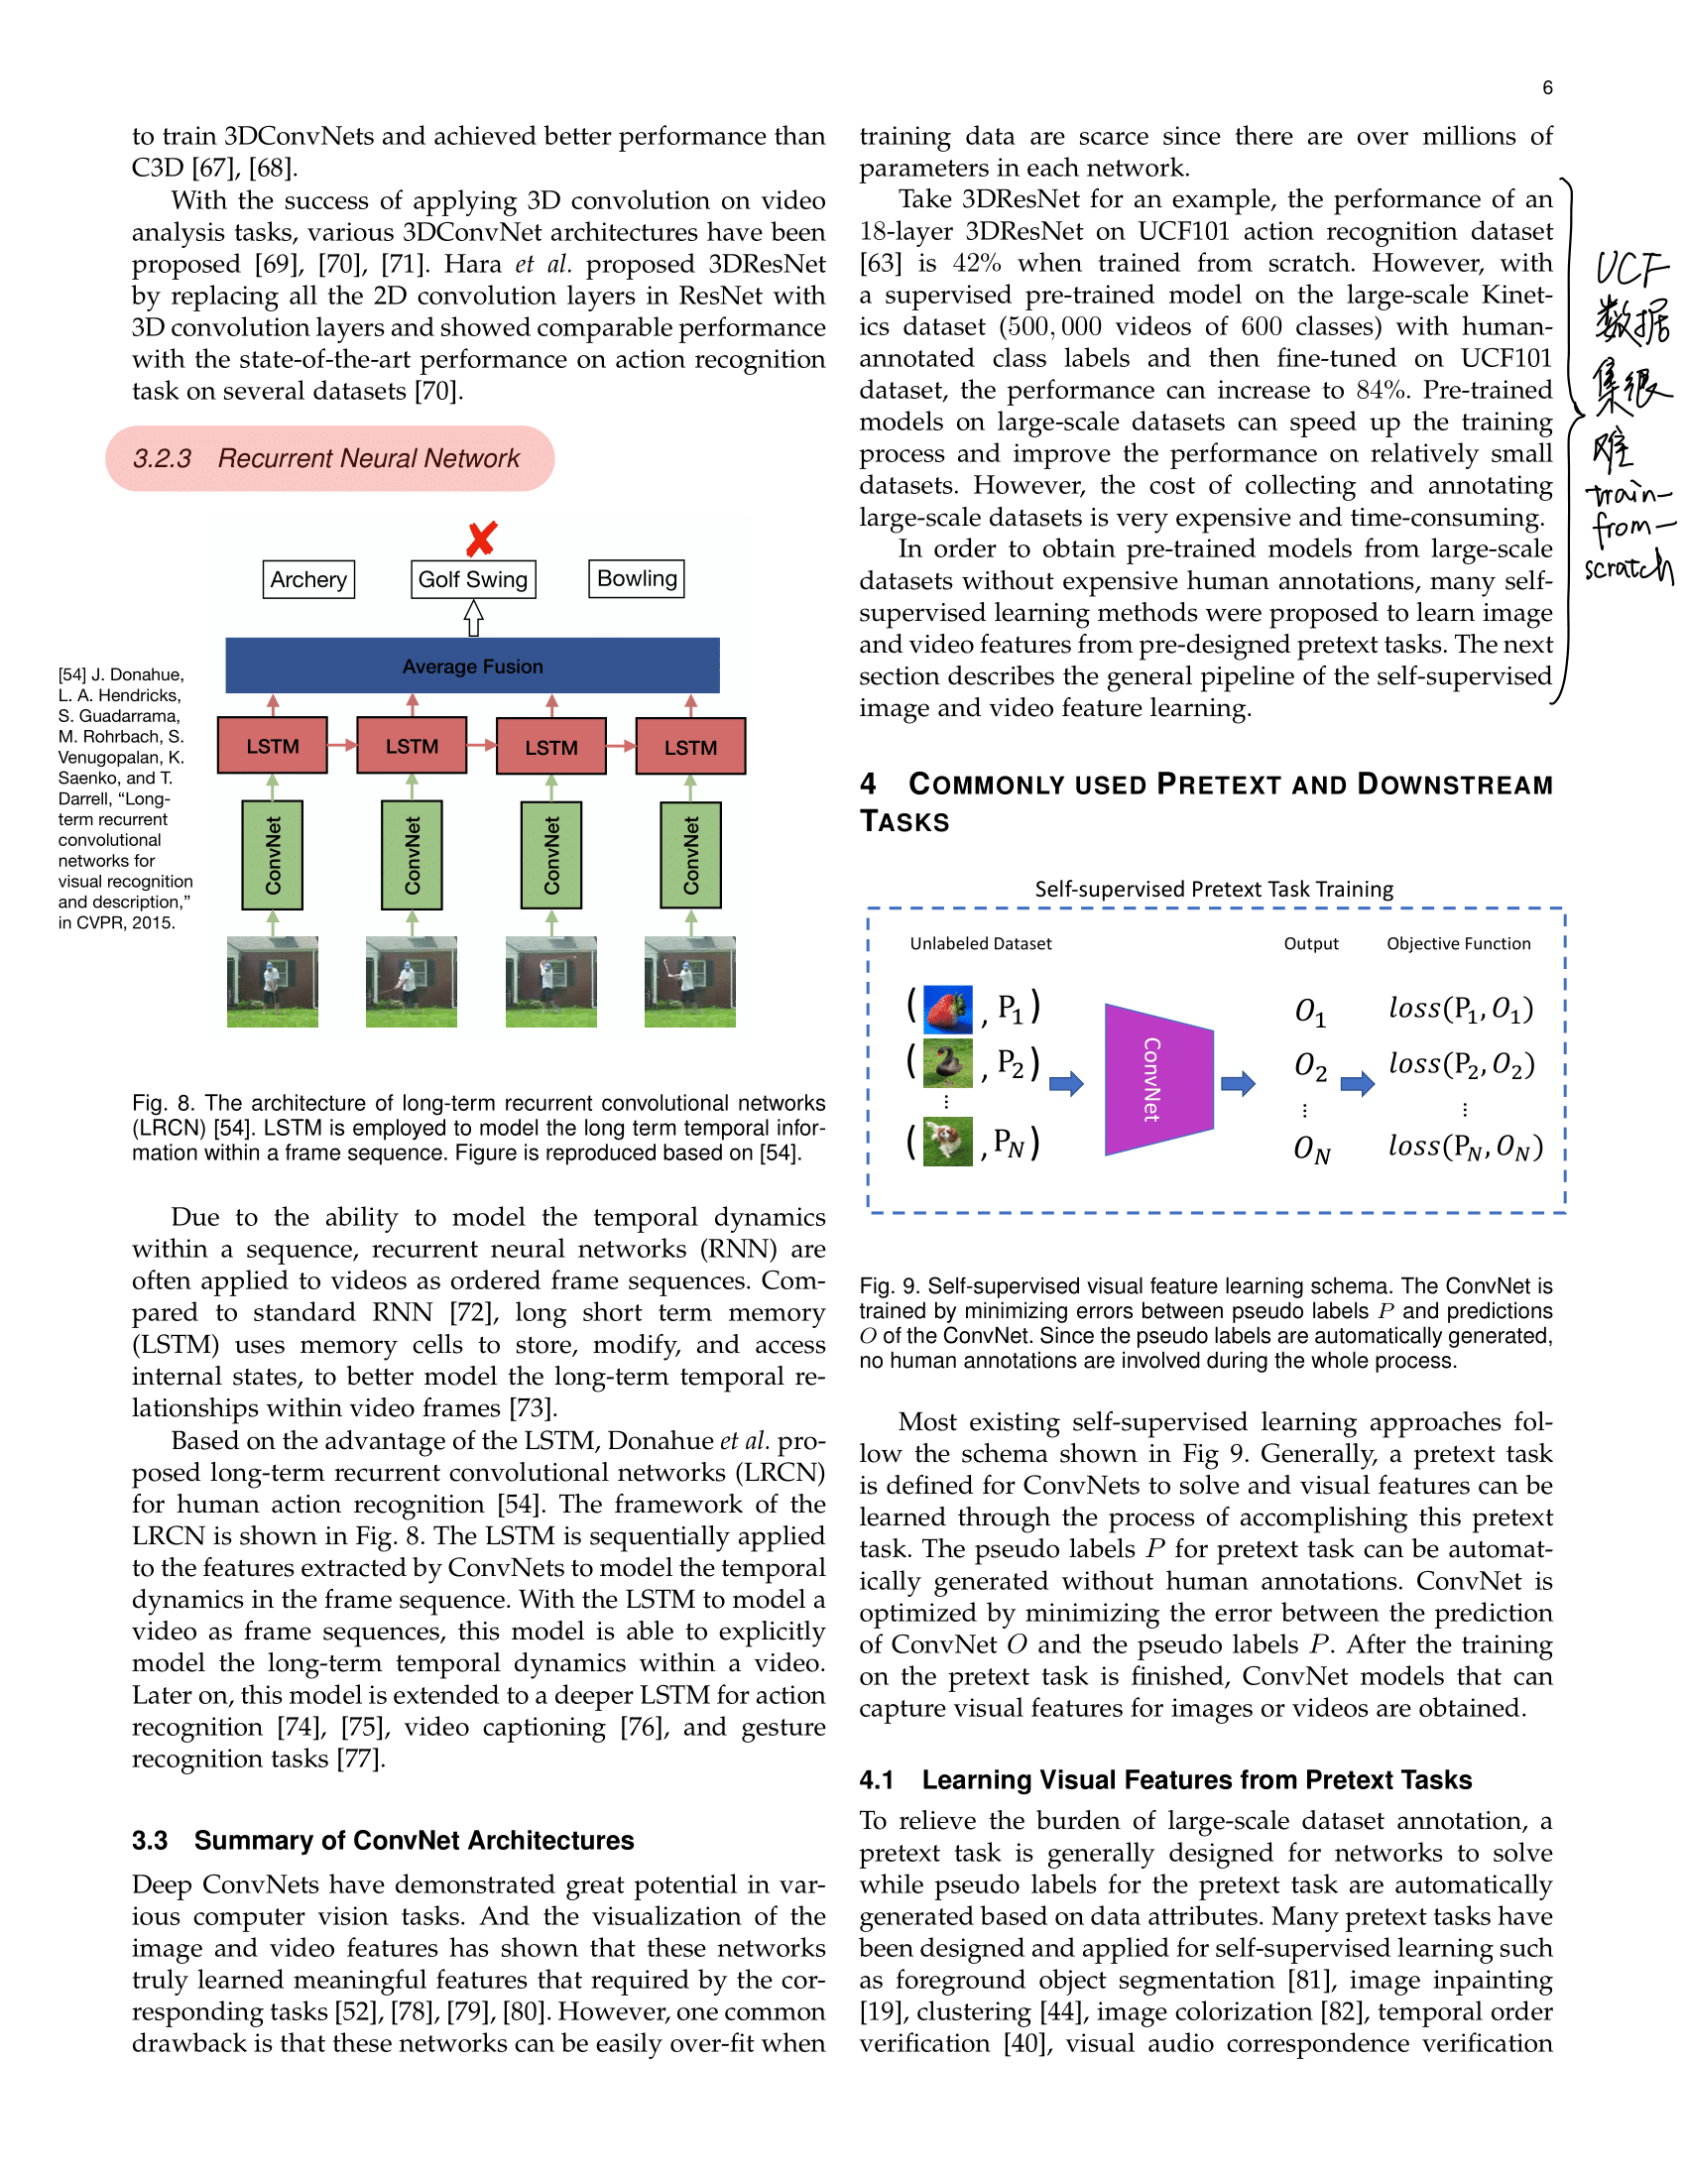 6
to train 3DConvNets and achieved better performance than
C3D [67], [68].
With the success of applying 3D convolution on video
analysis tasks, various 3DConvNet architectures have been
proposed [69], [70], [71]. Hara et al. proposed 3DResNet
by replacing all the 2D convolution layers in ResNet with
3D convolution layers and showed comparable performance
with the state-of-the-art performance on action recognition
task on several datasets [70].
3.2.3 Recurrent Neural Network
Archery
Golf Swing
Bowling
Average Fusion
LSTM
LSTM
LSTM
LSTM
ConvNet
ConvNet
ConvNet
ConvNet
[54] J. Donahue,
L. A. Hendricks,
S. Guadarrama,
M. Rohrbach, S.
Venugopalan, K.
Saenko, and T.
Darrell, “Long-
term recurrent
convolutional
networks for
visual recognition
and description,”
in CVPR, 2015.
Fig. 8. The architecture of long-term recurrent convolutional networks
(LRCN) [54]. LSTM is employed to model the long term temporal infor-
mation within a frame sequence. Figure is reproduced based on [54].
Due to the ability to model the temporal dynamics
within a sequence, recurrent neural networks (RNN) are
often applied to videos as ordered frame sequences. Com-
pared to standard RNN [72], long short term memory
(LSTM) uses memory cells to store, modify, and access
internal states, to better model the long-term temporal re-
lationships within video frames [73].
Based on the advantage of the LSTM, Donahue et al. pro-
posed long-term recurrent convolutional networks (LRCN)
for human action recognition [54]. The framework of the
LRCN is shown in Fig. 8. The LSTM is sequentially applied
to the features extracted by ConvNets to model the temporal
dynamics in the frame sequence. With the LSTM to model a
video as frame sequences, this model is able to explicitly
model the long-term temporal dynamics within a video.
Later on, this model is extended to a deeper LSTM for action
recognition [74], [75], video captioning [76], and gesture
recognition tasks [77].
3.3 Summary of ConvNet Architectures
Deep ConvNets have demonstrated great potential in var-
ious computer vision tasks. And the visualization of the
image and video features has shown that these networks
truly learned meaningful features that required by the cor-
responding tasks [52], [78], [79], [80]. However, one common
drawback is that these networks can be easily over-fit when
training data are scarce since there are over millions of
parameters in each network.
Take 3DResNet for an example, the performance of an
18-layer 3DResNet on UCF101 action recognition dataset
[63] is 42% when trained from scratch. However, with
a supervised pre-trained model on the large-scale Kinet-
ics dataset (500, 000 videos of 600 classes) with human-
annotated class labels and then fine-tuned on UCF101
dataset, the performance can increase to 84%. Pre-trained
models on large-scale datasets can speed up the training
process and improve the performance on relatively small
datasets. However, the cost of collecting and annotating
large-scale datasets is very expensive and time-consuming.
In order to obtain pre-trained models from large-scale
datasets without expensive human annotations, many self-
supervised learning methods were proposed to learn image
and video features from pre-designed pretext tasks. The next
section describes the general pipeline of the self-supervised
image and video feature learning.
UCF
数据
集很
难
train-
from-
scratch
4 COMMONLY USED PRETEXT AND DOWNSTREAM
TASKS
Self-supervised Pretext Task Training
Unlabeled Dataset Output Objective Function
( , P1) O1 loss(P1, O1)
( , P2) O2 loss(P2, O2)
⋮ ⋮ ⋮
( , PN) ON loss(PN, ON)
ConvNet
Fig. 9. Self-supervised visual feature learning schema. The ConvNet is
trained by minimizing errors between pseudo labels P and predictions
O of the ConvNet. Since the pseudo labels are automatically generated,
no human annotations are involved during the whole process.
Most existing self-supervised learning approaches fol-
low the schema shown in Fig 9. Generally, a pretext task
is defined for ConvNets to solve and visual features can be
learned through the process of accomplishing this pretext
task. The pseudo labels P for pretext task can be automat-
ically generated without human annotations. ConvNet is
optimized by minimizing the error between the prediction
of ConvNet O and the pseudo labels P. After the training
on the pretext task is finished, ConvNet models that can
capture visual features for images or videos are obtained.
4.1 Learning Visual Features from Pretext Tasks
To relieve the burden of large-scale dataset annotation, a
pretext task is generally designed for networks to solve
while pseudo labels for the pretext task are automatically
generated based on data attributes. Many pretext tasks have
been designed and applied for self-supervised learning such
as foreground object segmentation [81], image inpainting
[19], clustering [44], image colorization [82], temporal order
verification [40], visual audio correspondence verification